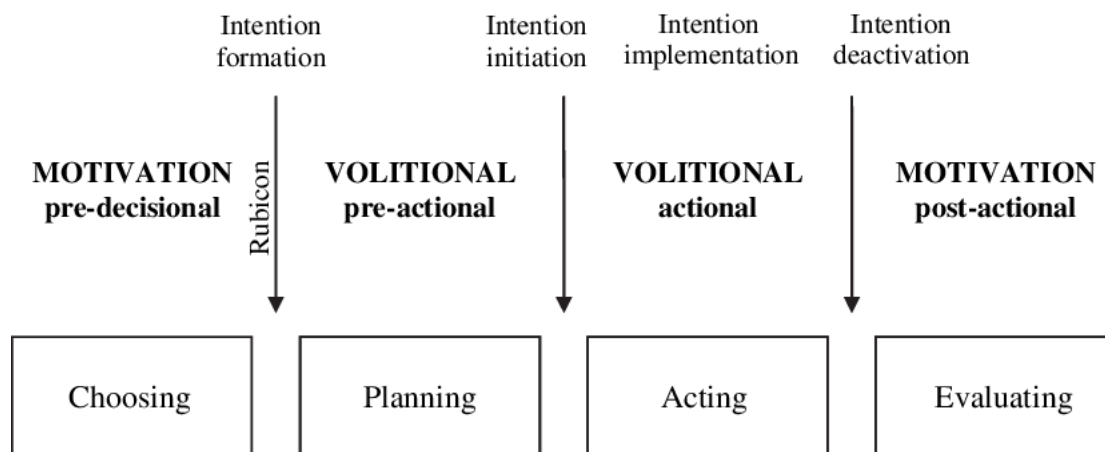 Intention
formation
Intention
initiation
Intention
implementation
Intention
deactivation
MOTIVATION
pre-decisional
Rubicon
VOLITIONAL
pre-actional
VOLITIONAL
actional
MOTIVATION
post-actional
Choosing
Planning
Acting
Evaluating